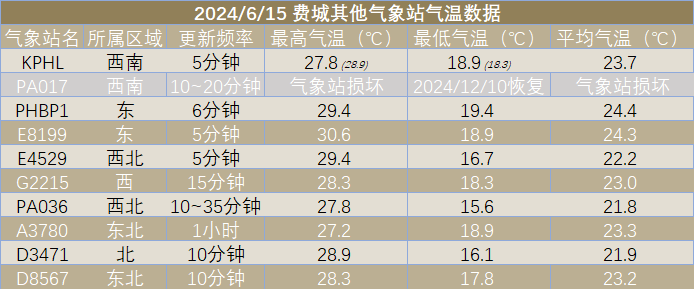 2024/6/15 费城其他气象站气温数据
气象站名 所属区域 更新频率 最高气温（℃） 最低气温（℃） 平均气温（℃）
KPHL 西南 5分钟 27.8 (28.9) 18.9 (18.3) 23.7
PA017 西南 10~20分钟 气象站损坏 2024/12/10恢复 气象站损坏
PHBP1 东 6分钟 29.4 19.4 24.4
E8199 东 5分钟 30.6 18.9 24.3
E4529 西北 5分钟 29.4 16.7 22.2
G2215 西 15分钟 28.3 18.3 23.0
PA036 西北 10~35分钟 27.8 15.6 21.8
A3780 东北 1小时 27.2 18.9 23.3
D3471 北 10分钟 28.9 16.1 21.9
D8567 东北 10分钟 28.3 17.8 23.2